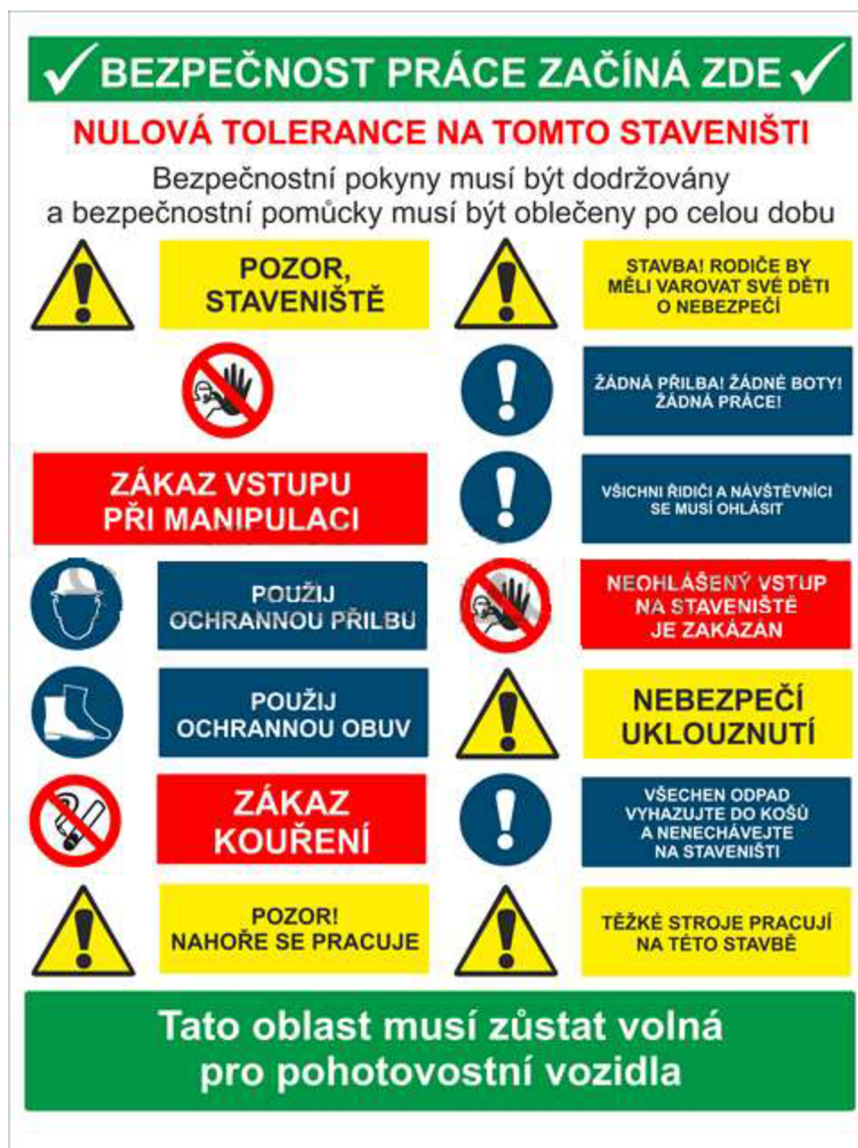 BEZPEČNOST PRÁCE ZAČÍNÁ ZDE
NULOVÁ TOLERANCE NA TOMTO STAVENIŠTI
Bezpečnostní pokyny musí být dodržovány
a bezpečnostní pomůcky musí být oblečeny po celou dobu
POZOR,
STAVENIŠTĚ
ZÁKAZ VSTUPU
PŘI MANIPULACI
POUŽIJ
OCHRANNOU PŘILBU
POUŽIJ
OCHRANNOU OBUV
ZÁKAZ
KOUŘENÍ
POZOR!
NAHOŘE SE PRACUJE
STAVBA! RODIČE BY
MĚLI VAROVAT SVÉ DĚTI
O NEBEZPEČÍ
ŽÁDNÁ PŘILBA! ŽÁDNÉ BOTY!
ŽÁDNÁ PRÁCE!
VŠICHNI ŘIDIČI A NÁVŠTĚVNÍCI
SE MUSÍ OHLÁSIT
NEOHLÁŠENÝ VSTUP
NA STAVENIŠTĚ
JE ZAKÁZÁN
NEBEZPEČÍ
UKLOUZNUTÍ
VŠECHEN ODPAD
VYHAZUJTE DO KOŠŮ
A NENECHÁVEJTE
NA STAVENIŠTI
TĚŽKÉ STROJE PRACUJÍ
NA TÉTO STAVBĚ
Tato oblast musí zůstat volná
pro pohotovostní vozidla